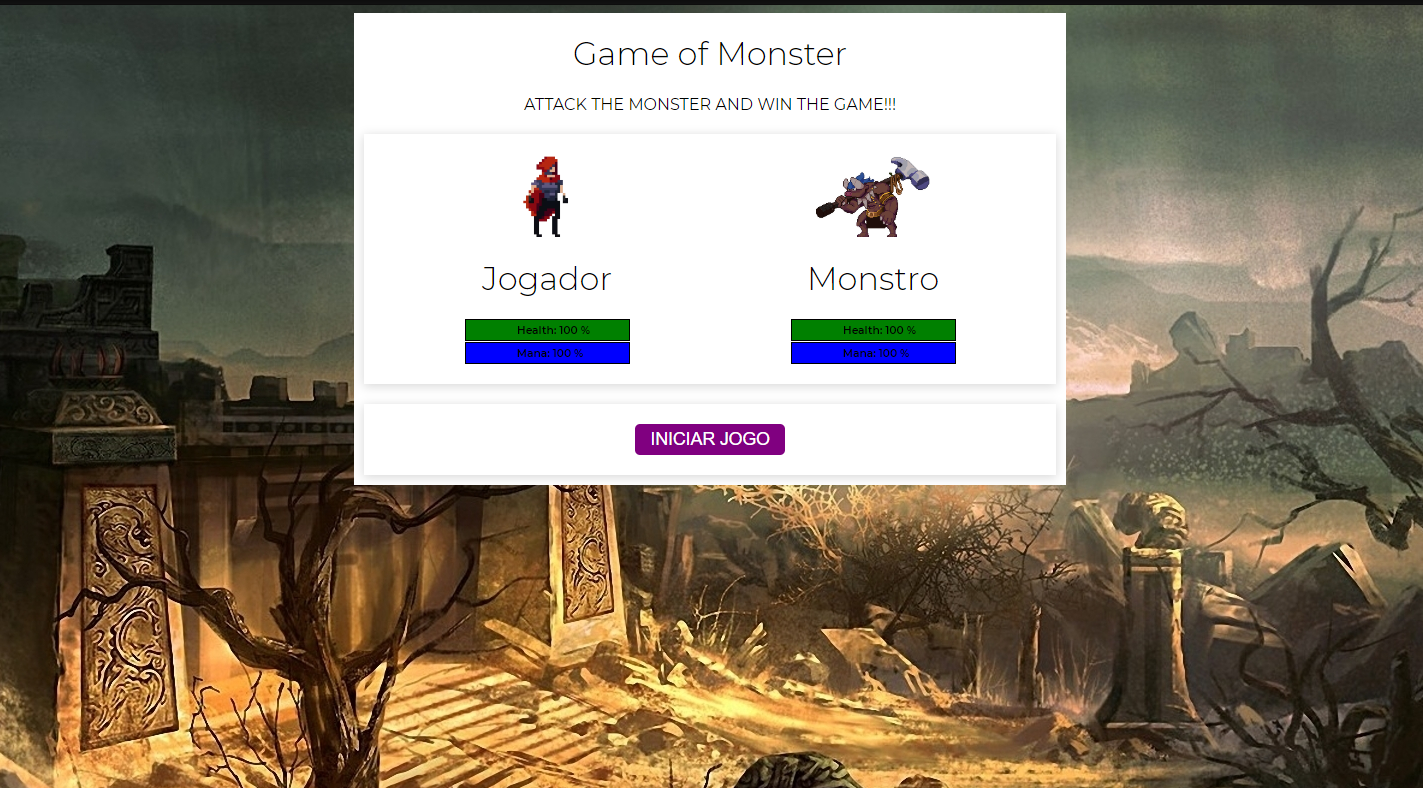 Game of Monster
ATTACK THE MONSTER AND WIN THE GAME!!!
Jogador
Monstro
Health: 100 %
Health: 100 %
Mana: 100 %
Mana: 100 %
INICIAR JOGO